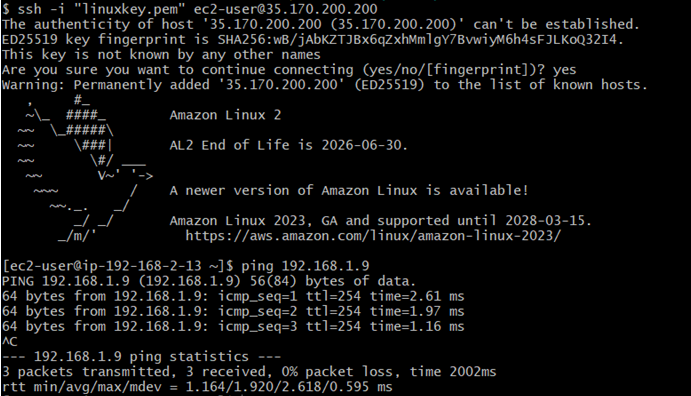 $ ssh -i "linuxkey.pem" ec2-user@35.170.200.200
The authenticity of host '35.170.200.200 (35.170.200.200)' can't be established.
ED25519 key fingerprint is SHA256:wB/jAbKZTJBx6qZxhMmlgY7BvwiyM6h4sFJLKoQ32I4.
This key is not known by any other names
Are you sure you want to continue connecting (yes/no/[fingerprint])? yes
Warning: Permanently added '35.170.200.200' (ED25519) to the list of known hosts.
   ,     #_
   ~\_  ####_        Amazon Linux 2
  ~~  \_#####\
  ~~     \###|       AL2 End of Life is 2026-06-30.
  ~~       \#/ ___
   ~~       V~' '->
    ~~~         /    A newer version of Amazon Linux is available!
      ~~._.   _/
         _/ _/       Amazon Linux 2023, GA and supported until 2028-03-15.
       _/m/'           https://aws.amazon.com/linux/amazon-linux-2023/
[ec2-user@ip-192-168-2-13 ~]$ ping 192.168.1.9
PING 192.168.1.9 (192.168.1.9) 56(84) bytes of data.
64 bytes from 192.168.1.9: icmp_seq=1 ttl=254 time=2.61 ms
64 bytes from 192.168.1.9: icmp_seq=2 ttl=254 time=1.97 ms
64 bytes from 192.168.1.9: icmp_seq=3 ttl=254 time=1.16 ms
^C
--- 192.168.1.9 ping statistics ---
3 packets transmitted, 3 received, 0% packet loss, time 2002ms
rtt min/avg/max/mdev = 1.164/1.920/2.618/0.595 ms